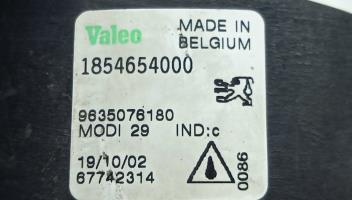 Valeo MADE IN
BELGIUM
1854654000
9635076180
MODI 29 IND:c
19/10/02
67742314
0086